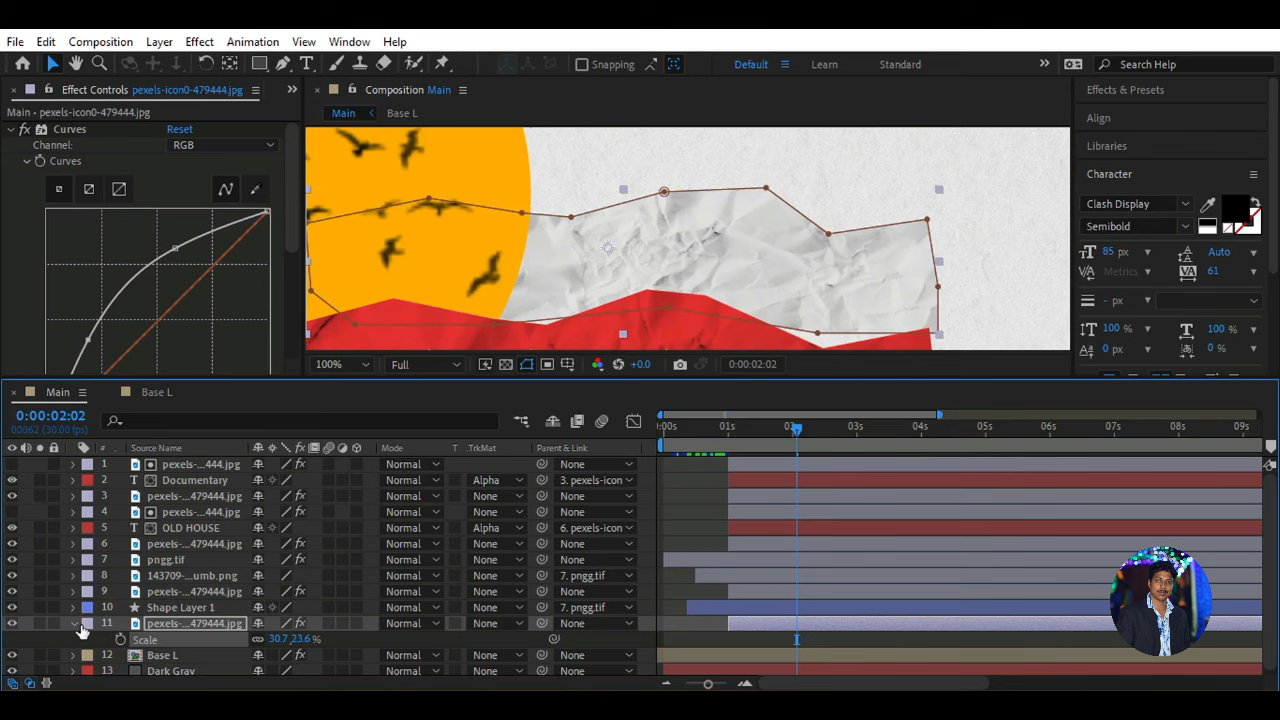 File Edit Composition Layer Effect Animation View Window Help
Snapping Default Learn Standard Search Help
Effect Controls pexels-icon0-479444.jpg Composition Main Effects & Presets
Main • pexels-icon0-479444.jpg Main Base L Align
fx Curves Reset
Channel: RGB Libraries
Curves Character
Clash Display
Semibold
85 px Auto
Metrics 61
- px
100 % 100 %
0 px 0 %
100% Full +0.0 0:00:02:02
Main Base L
0:00:02:02
00062 (30.00 fps)
:00s 01s 02s 03s 04s 05s 06s 07s 08s 09s
# Source Name Mode T .TrkMat Parent & Link
1 pexels-...444.jpg Normal None
2 T Documentary Normal Alpha 3. pexels-icon
3 pexels-...479444.jpg fx Normal None None
4 pexels-...444.jpg fx Normal None None
5 T OLD HOUSE Normal Alpha 6. pexels-icon
6 pexels-...479444.jpg fx Normal None None
7 pngg.tif Normal None None
8 143709-...umb.png Normal None 7. pngg.tif
9 pexels-...479444.jpg fx Normal None None
10 Shape Layer 1 Normal None 7. pngg.tif
11 pexels-...479444.jpg fx Normal None None
Scale 30.7,23.6 %
12 Base L fx Normal None None
13 Dark Gray Normal None None